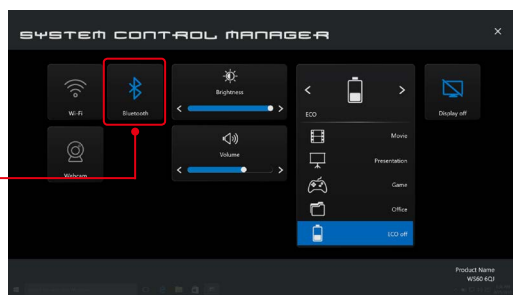 SYSTEM CONTROL MANAGER
Wi-Fi
Bluetooth
Brightness
ECO
Display off
Webcam
Volume
Movie
Presentation
Game
Office
ECO off
Product Name
WS60 6QJ